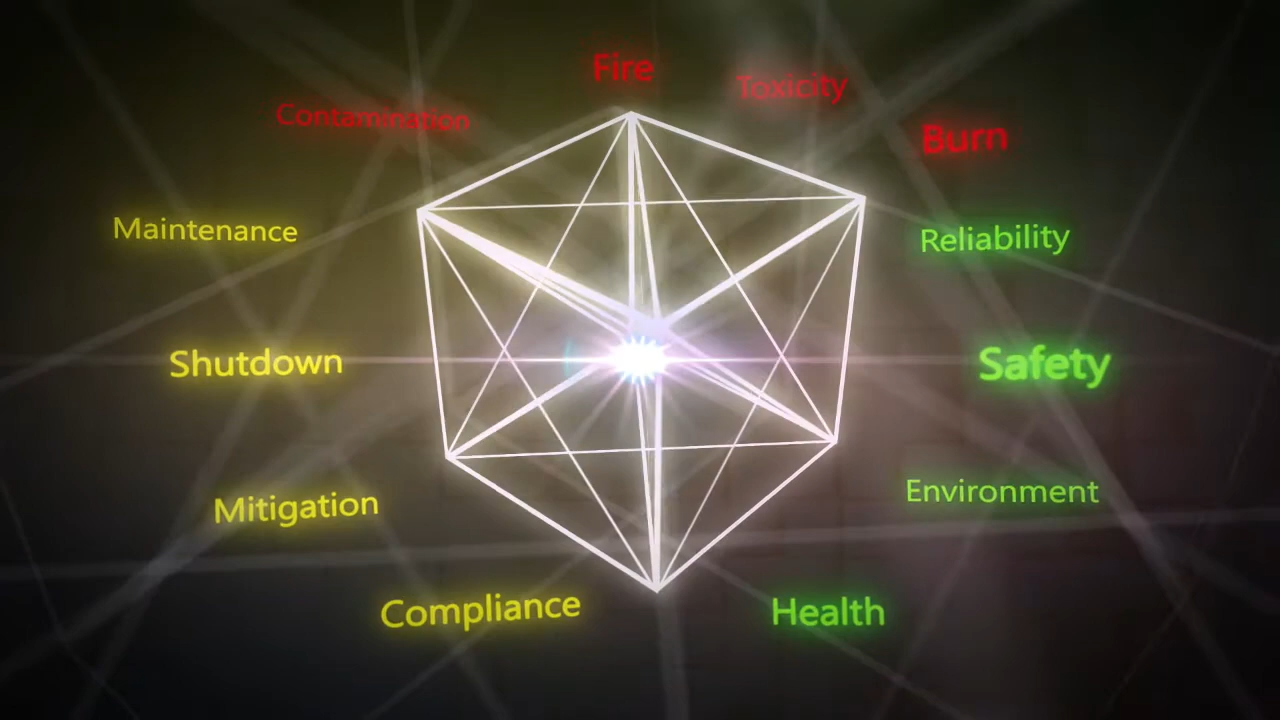 Fire
Toxicity
Contamination
Burn
Maintenance
Reliability
Shutdown
Safety
Mitigation
Environment
Compliance
Health